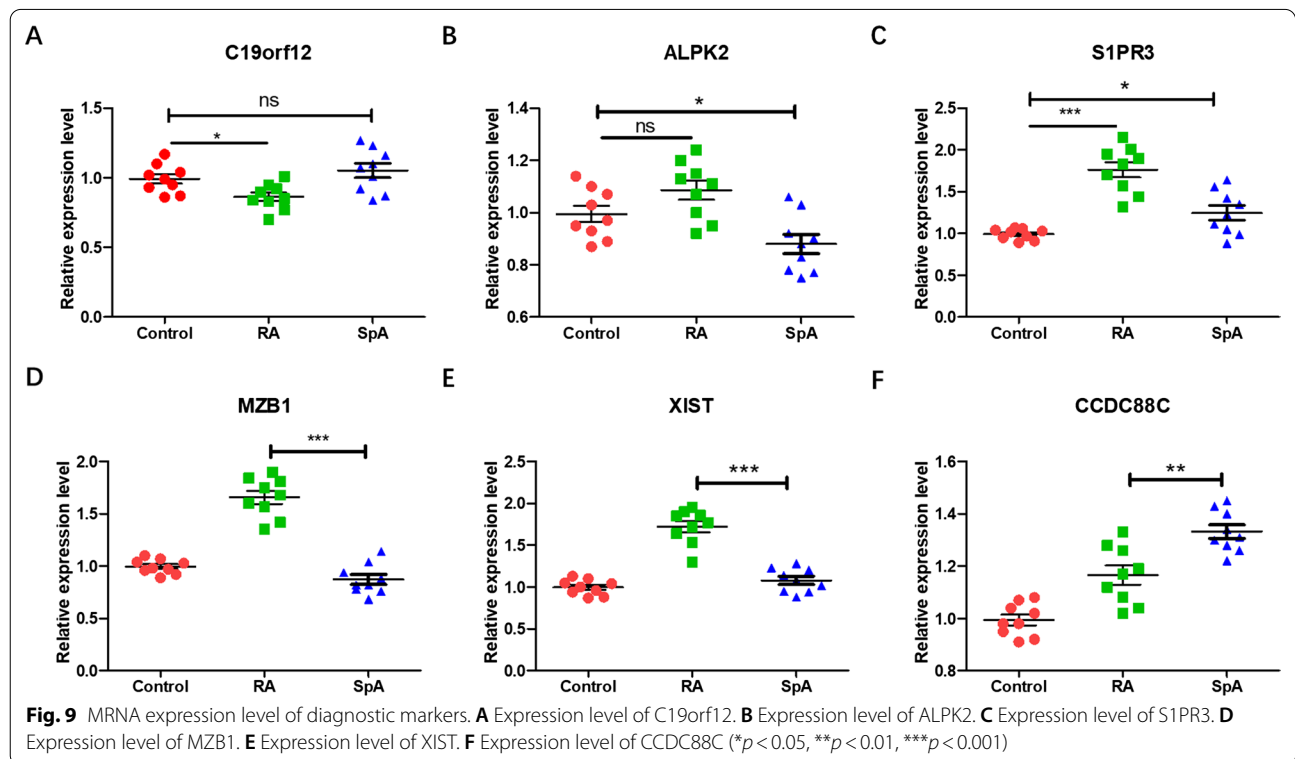 A
C19orf12
Relative expression level
1.5
1.0
0.5
0.0
ns
*
Control
RA
SpA
B
ALPK2
Relative expression level
1.4
1.2
1.0
0.8
0.6
*
ns
Control
RA
SpA
C
S1PR3
Relative expression level
2.5
2.0
1.5
1.0
0.5
0.0
*
***
Control
RA
SpA
D
MZB1
Relative expression level
2.0
1.5
1.0
0.5
0.0
***
Control
RA
SpA
E
XIST
Relative expression level
2.5
2.0
1.5
1.0
0.5
0.0
***
Control
RA
SpA
F
CCDC88C
Relative expression level
1.6
1.4
1.2
1.0
0.8
**
Control
RA
SpA
Fig. 9 MRNA expression level of diagnostic markers. A Expression level of C19orf12. B Expression level of ALPK2. C Expression level of S1PR3. D
Expression level of MZB1. E Expression level of XIST. F Expression level of CCDC88C (*p < 0.05, **p < 0.01, ***p < 0.001)